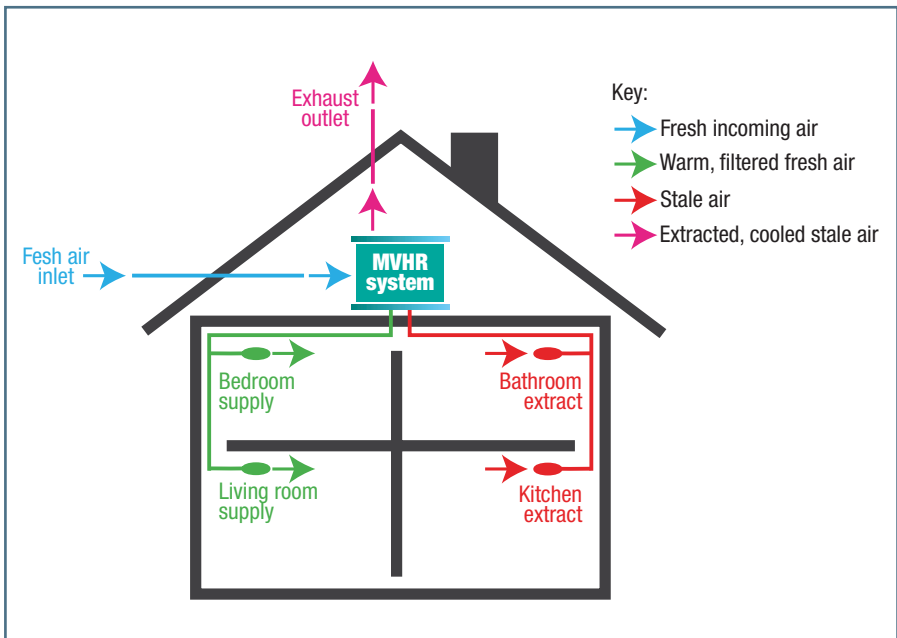 Exhaust
outlet
Key:
Fresh incoming air
Warm, filtered fresh air
Stale air
Extracted, cooled stale air
Fesh air
inlet
MVHR
system
Bedroom
supply
Bathroom
extract
Living room
supply
Kitchen
extract